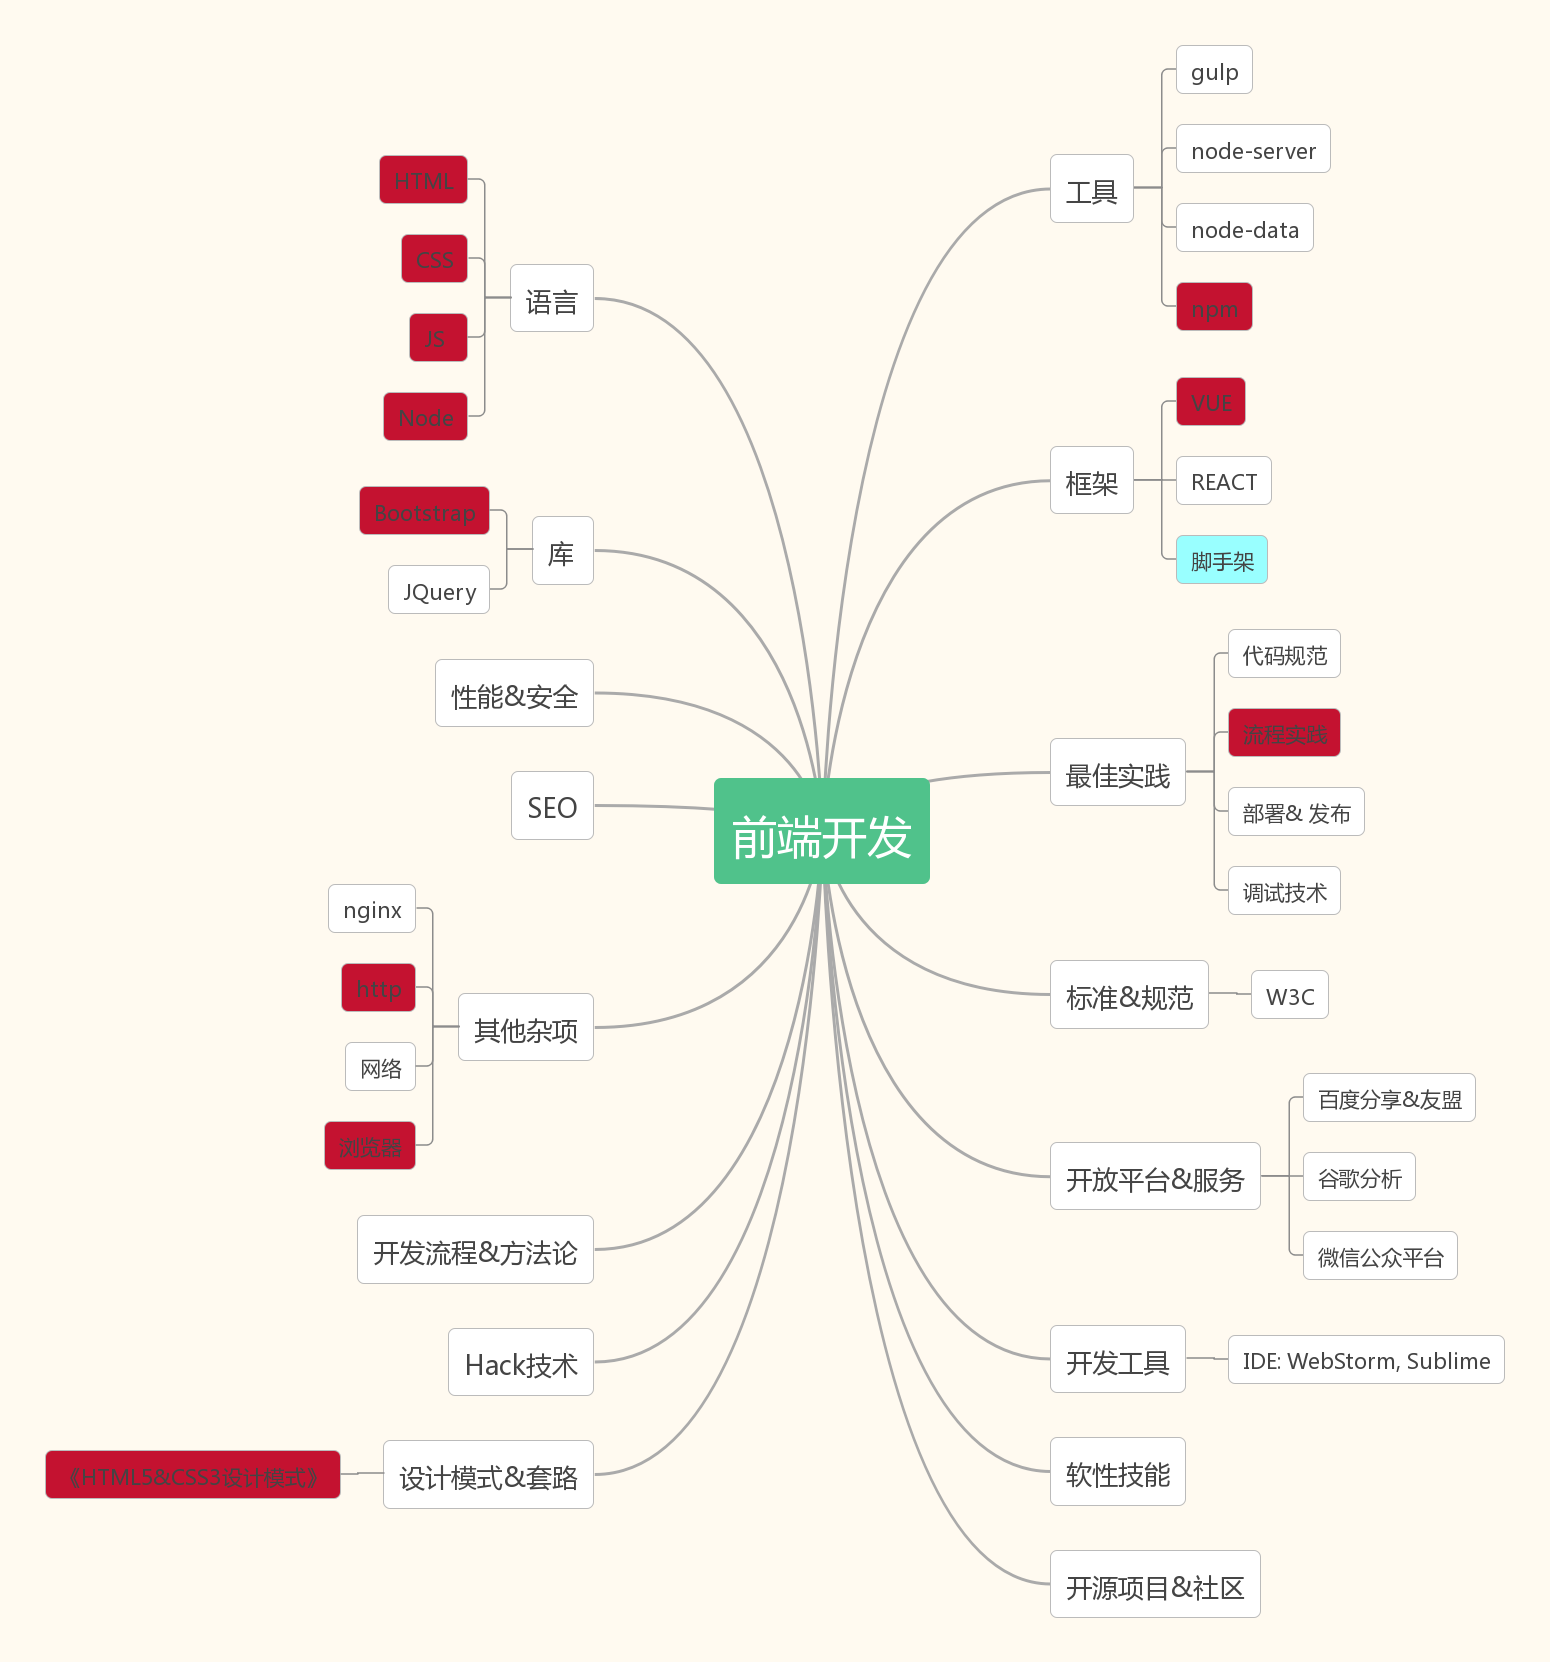 前端开发
工具
gulp
node-server
node-data
npm
框架
VUE
REACT
脚手架
最佳实践
代码规范
流程实践
部署& 发布
调试技术
标准&规范
W3C
开放平台&服务
百度分享&友盟
谷歌分析
微信公众平台
开发工具
IDE: WebStorm, Sublime
软性技能
开源项目&社区
语言
HTML
CSS
JS
Node
库
Bootstrap
JQuery
性能&安全
SEO
其他杂项
nginx
http
网络
浏览器
开发流程&方法论
Hack技术
设计模式&套路
《HTML5&CSS3设计模式》